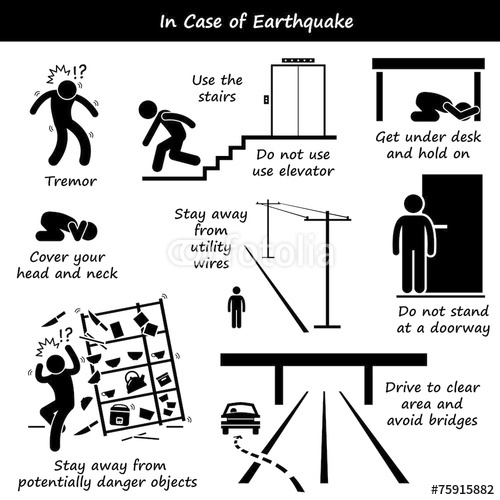 In Case of Earthquake
!?
Tremor
Use the
stairs
Do not use
use elevator
Get under desk
and hold on
Cover your
head and neck
Stay away
from
utility
wires
fotolia
Do not stand
at a doorway
!?
Stay away from
potentially danger objects
Drive to clear
area and
avoid bridges
#75915882